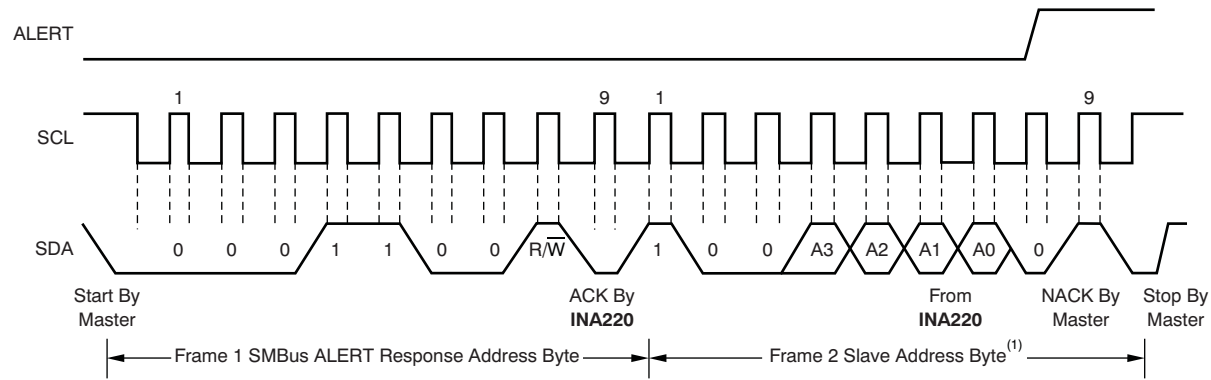 ALERT
1 9 1 9
SCL
SDA 0 0 0 1 1 0 0 R/W̅ 1 0 0 A3 A2 A1 A0 0
Start By
Master
ACK By
INA220
From
INA220
NACK By
Master
Stop By
Master
Frame 1 SMBus ALERT Response Address Byte
Frame 2 Slave Address Byte(1)